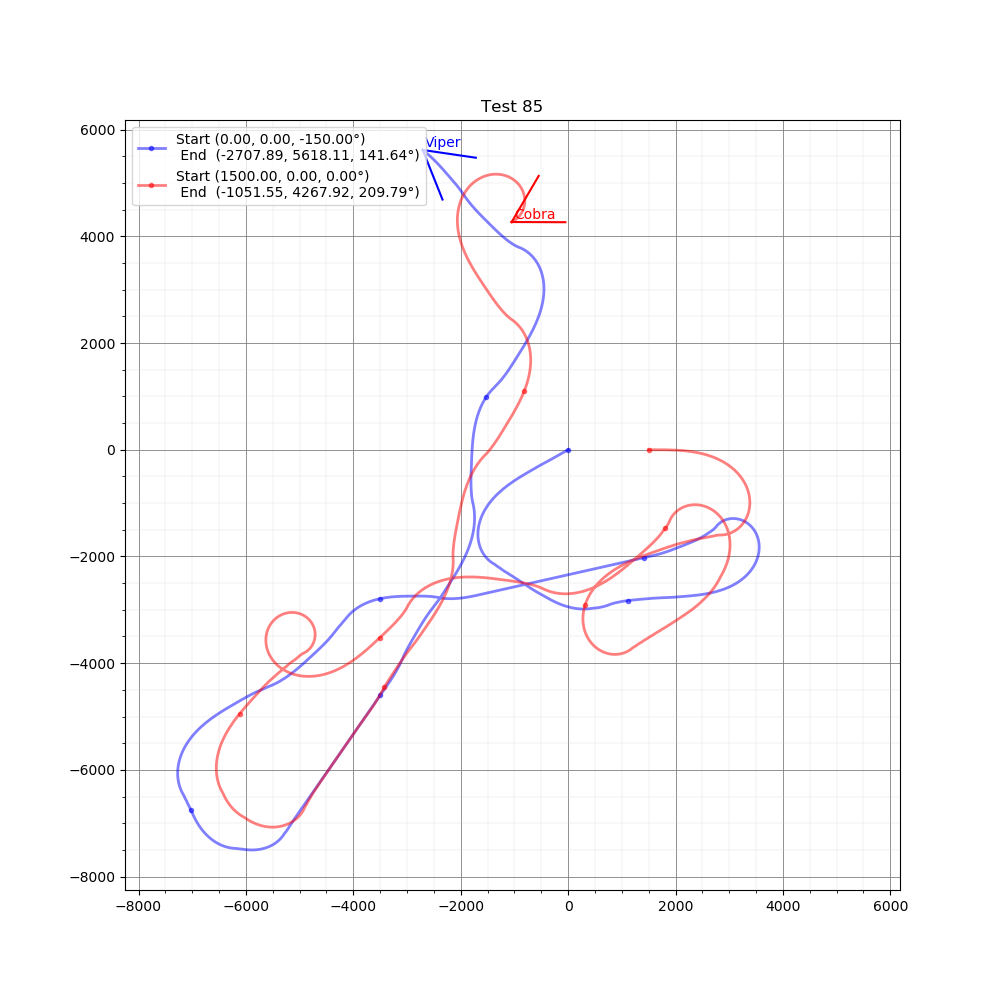 Test 85
Start (0.00, 0.00, -150.00°)
End (-2707.89, 5618.11, 141.64°)
Start (1500.00, 0.00, 0.00°)
End (-1051.55, 4267.92, 209.79°)
Viper
Cobra
6000
4000
2000
0
−2000
−4000
−6000
−8000
−8000 −6000 −4000 −2000 0 2000 4000 6000